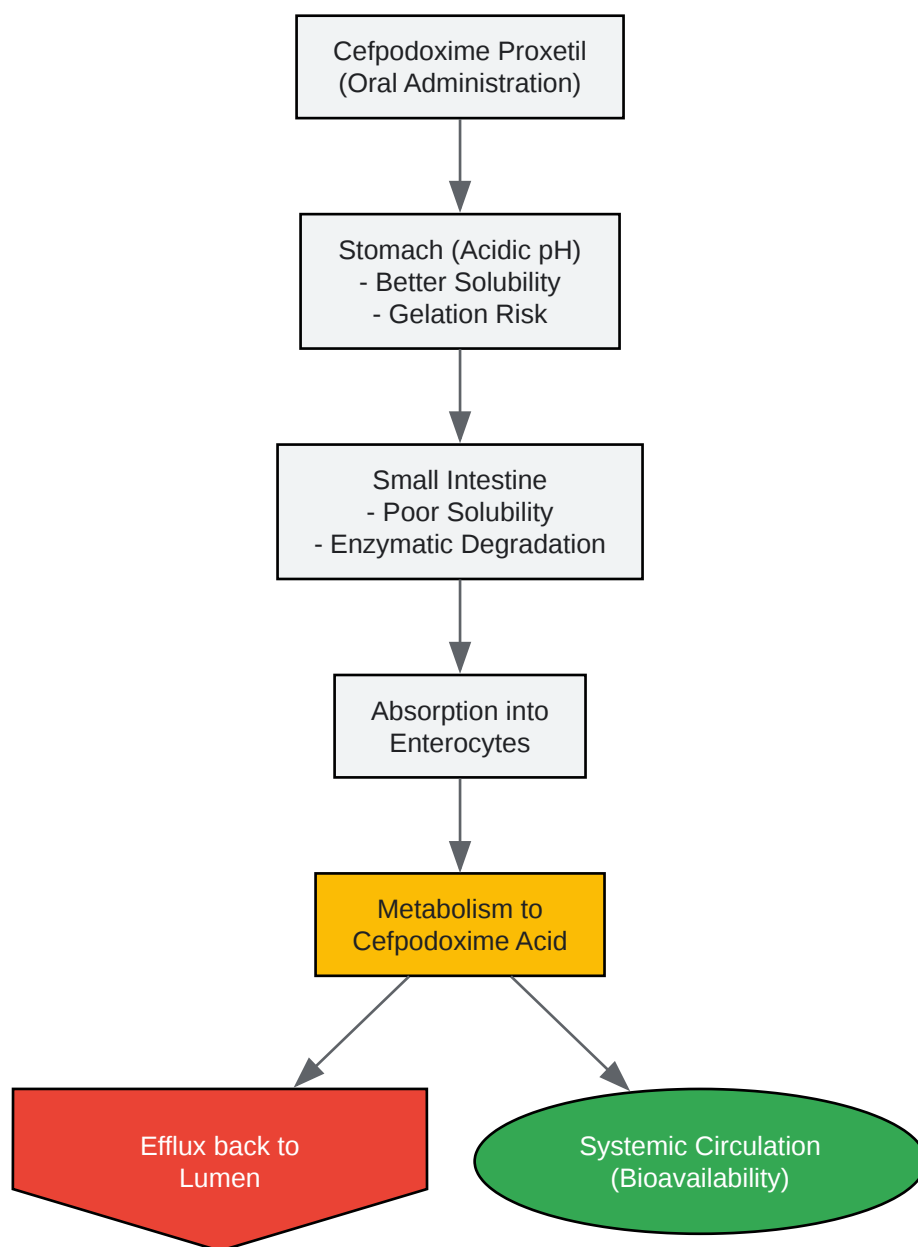 Cefpodoxime Proxetil
(Oral Administration)
Stomach (Acidic pH)
- Better Solubility
- Gelation Risk
Small Intestine
- Poor Solubility
- Enzymatic Degradation
Absorption into
Enterocytes
Metabolism to
Cefpodoxime Acid
Efflux back to
Lumen
Systemic Circulation
(Bioavailability)